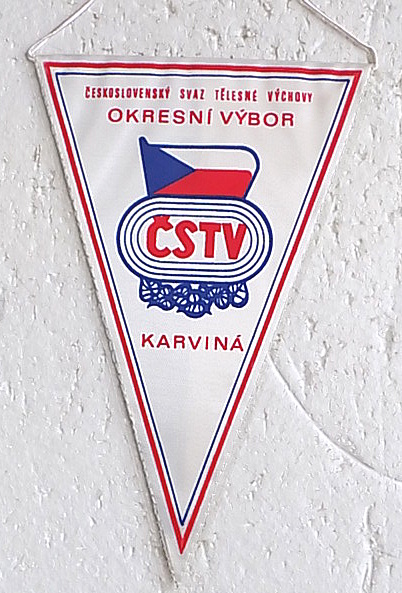 ČESKOSLOVENSKÝ SVAZ TĚLESNÉ VÝCHOVY
OKRESNÍ VÝBOR
ČSTV
KARVINÁ